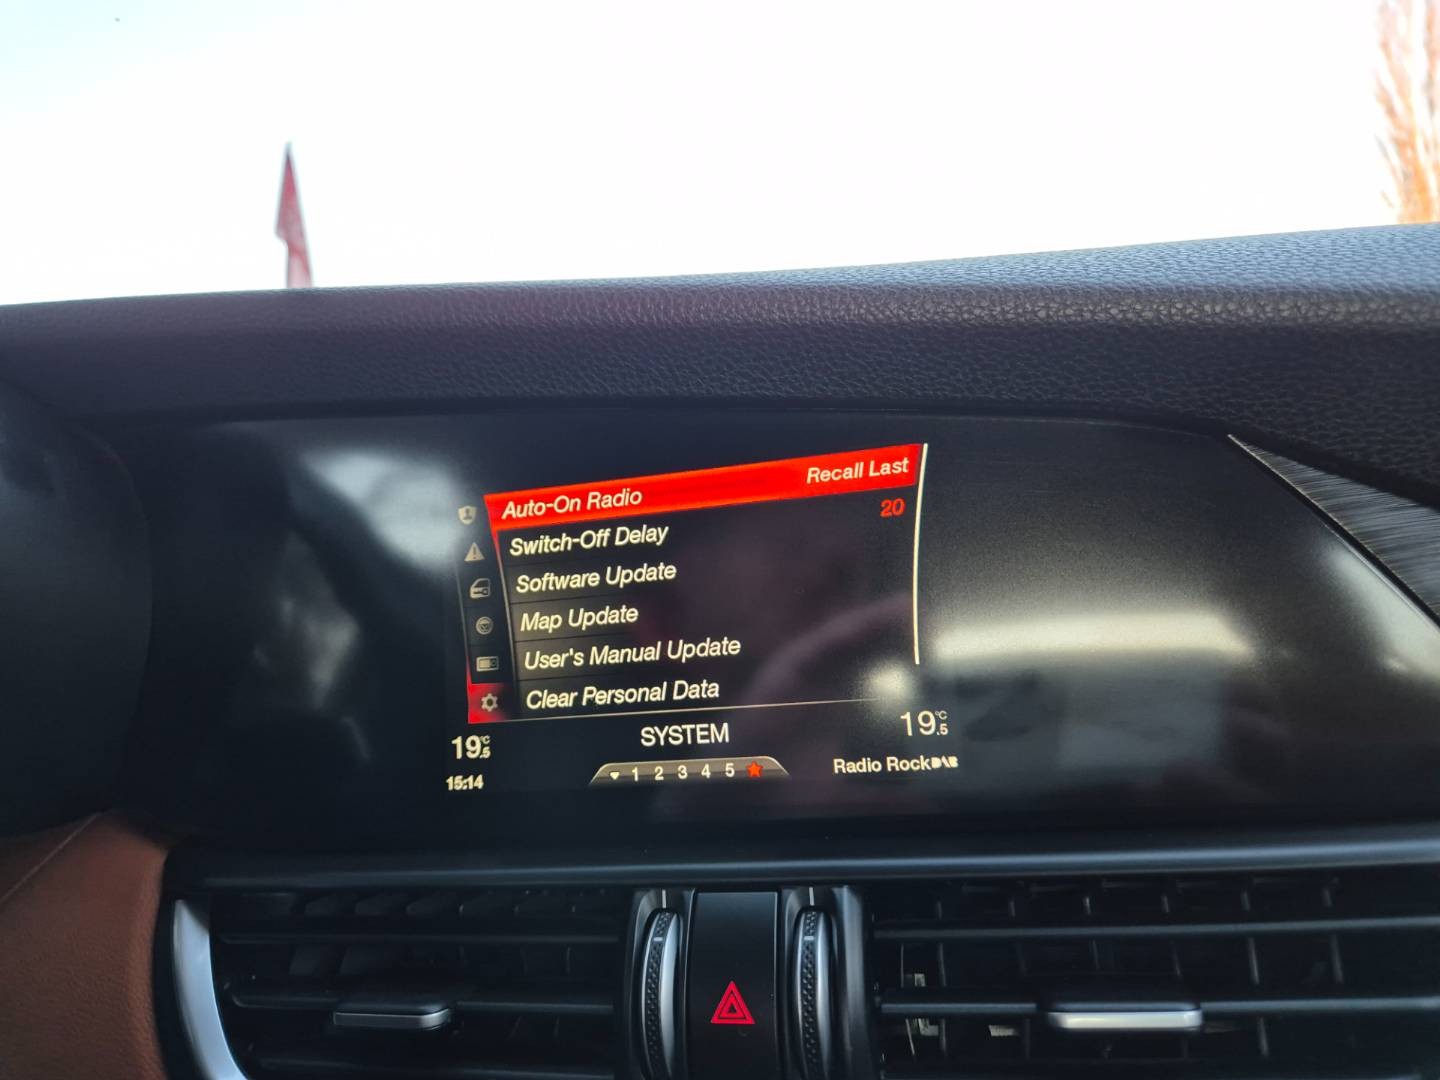 Auto-On Radio Recall Last
Switch-Off Delay 20
Software Update
Map Update
User's Manual Update
Clear Personal Data
SYSTEM
19.5°C 19.5°C
15:14
1 2 3 4 5
Radio Rock DAB